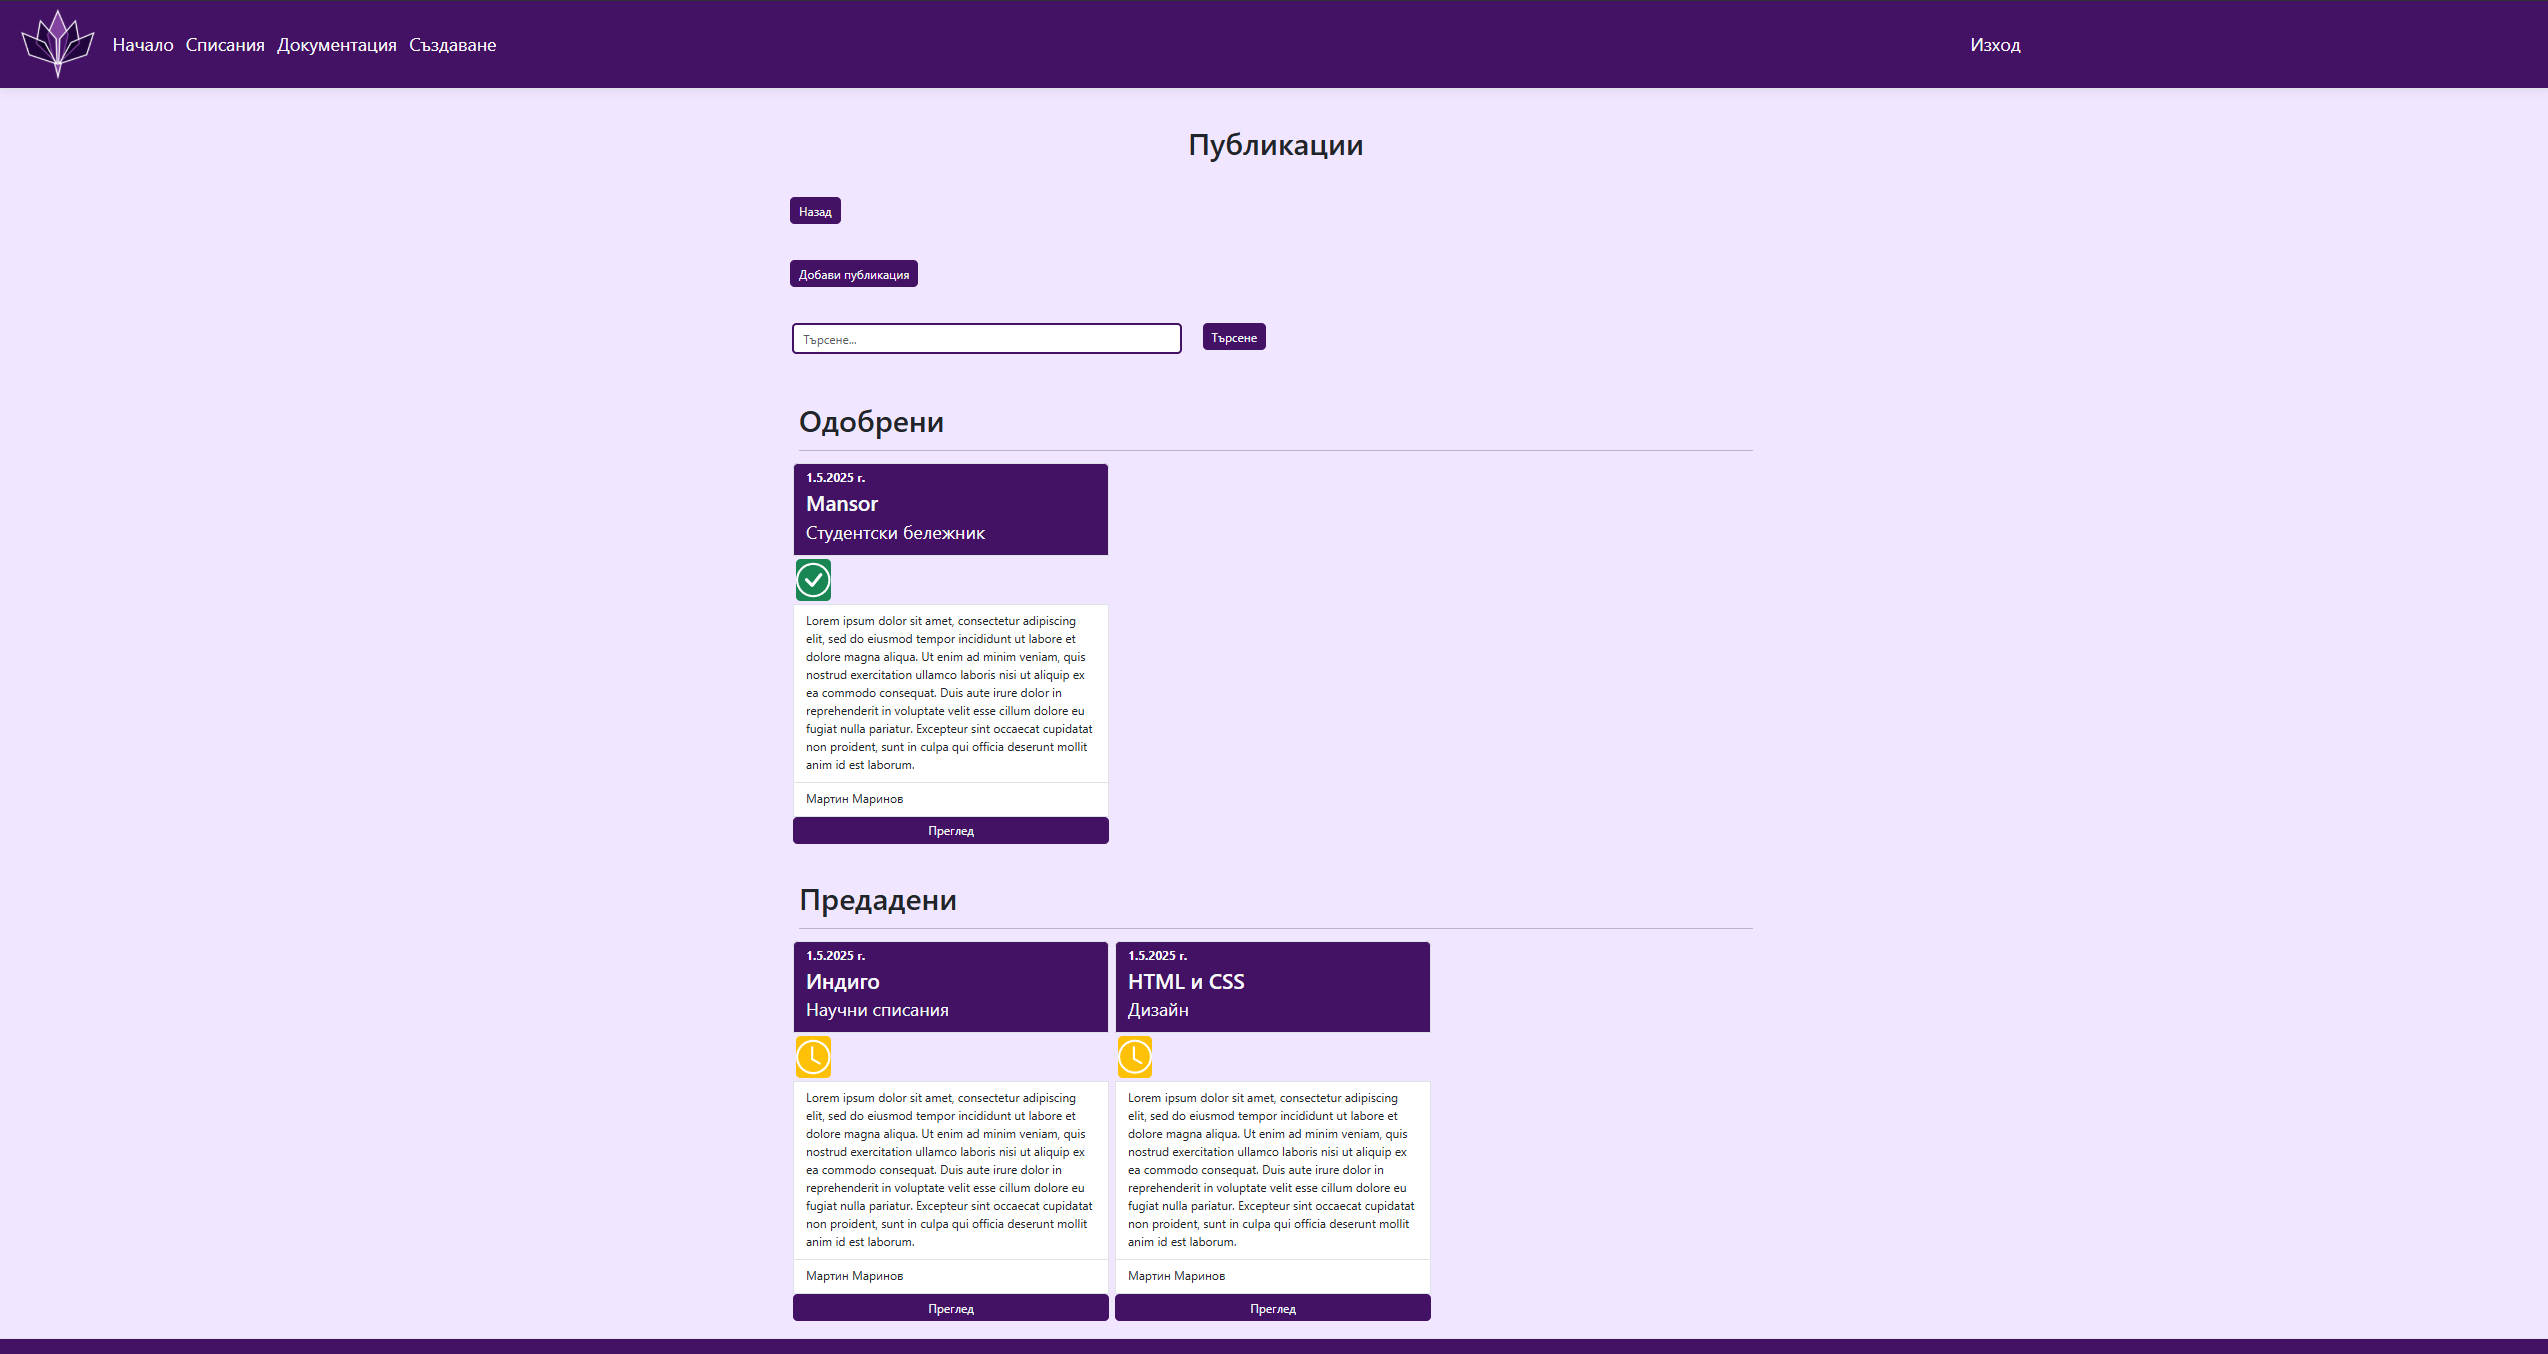 Начало Списания Документация Създаване Изход
Публикации
Назад
Добави публикация
Търсене... Търсене
Одобрени
1.5.2025 г.
Mansor
Студентски бележник
Lorem ipsum dolor sit amet, consectetur adipiscing
elit, sed do eiusmod tempor incididunt ut labore et
dolore magna aliqua. Ut enim ad minim veniam, quis
nostrud exercitation ullamco laboris nisi ut aliquip ex
ea commodo consequat. Duis aute irure dolor in
reprehenderit in voluptate velit esse cillum dolore eu
fugiat nulla pariatur. Excepteur sint occaecat cupidatat
non proident, sunt in culpa qui officia deserunt mollit
anim id est laborum.
Мартин Маринов
Преглед
Предадени
1.5.2025 г.
Индиго
Научни списания
Lorem ipsum dolor sit amet, consectetur adipiscing
elit, sed do eiusmod tempor incididunt ut labore et
dolore magna aliqua. Ut enim ad minim veniam, quis
nostrud exercitation ullamco laboris nisi ut aliquip ex
ea commodo consequat. Duis aute irure dolor in
reprehenderit in voluptate velit esse cillum dolore eu
fugiat nulla pariatur. Excepteur sint occaecat cupidatat
non proident, sunt in culpa qui officia deserunt mollit
anim id est laborum.
Мартин Маринов
Преглед
1.5.2025 г.
HTML и CSS
Дизайн
Lorem ipsum dolor sit amet, consectetur adipiscing
elit, sed do eiusmod tempor incididunt ut labore et
dolore magna aliqua. Ut enim ad minim veniam, quis
nostrud exercitation ullamco laboris nisi ut aliquip ex
ea commodo consequat. Duis aute irure dolor in
reprehenderit in voluptate velit esse cillum dolore eu
fugiat nulla pariatur. Excepteur sint occaecat cupidatat
non proident, sunt in culpa qui officia deserunt mollit
anim id est laborum.
Мартин Маринов
Преглед